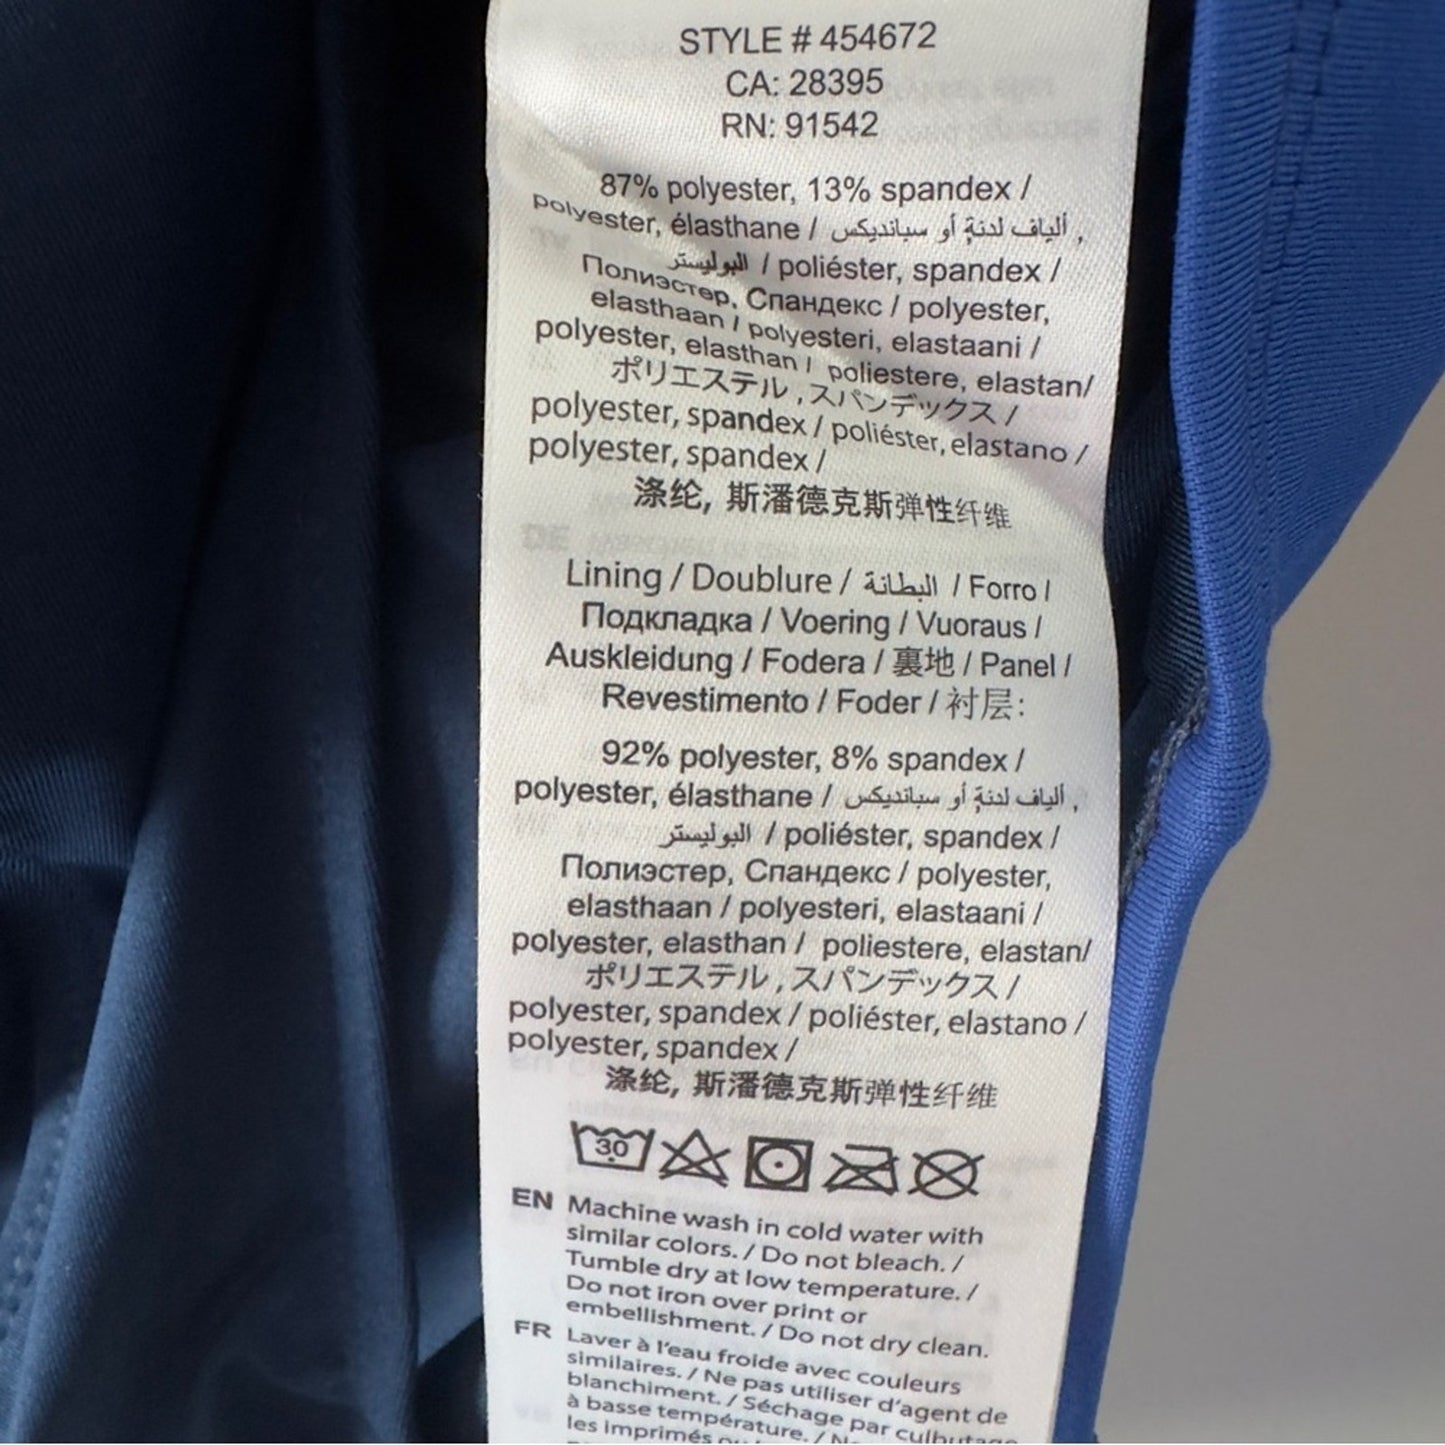 STYLE # 454672
CA: 28395
RN: 91542
87% polyester, 13% spandex /
polyester, élasthane / ألياف لدنة أو سبانديكس ,
البوليستر / poliéster, spandex /
Полиэстер, Спандекс / polyester,
elasthaan / polyesteri, elastaani /
polyester, elasthan / poliestere, elastan/
ポリエステル , スパンデックス /
polyester, spandex / poliéster, elastano /
polyester, spandex /
涤纶, 斯潘德克斯弹性纤维
Lining / Doublure / البطانة / Forro /
Подкладка / Voering / Vuoraus /
Auskleidung / Fodera / 裏地 / Panel /
Revestimento / Foder / 衬层:
92% polyester, 8% spandex /
polyester, élasthane / ألياف لدنة أو سبانديكس ,
البوليستر / poliéster, spandex /
Полиэстер, Спандекс / polyester,
elasthaan / polyesteri, elastaani /
polyester, elasthan / poliestere, elastan/
ポリエステル , スパンデックス /
polyester, spandex / poliéster, elastano /
polyester, spandex /
涤纶, 斯潘德克斯弹性纤维
30
EN Machine wash in cold water with
similar colors. / Do not bleach. /
Tumble dry at low temperature. /
Do not iron over print or
embellishment. / Do not dry clean.
FR Laver à l'eau froide avec couleurs
similaires. / Ne pas utiliser d'agent de
blanchiment. / Séchage par culbutage
à basse température. /
les imprimés